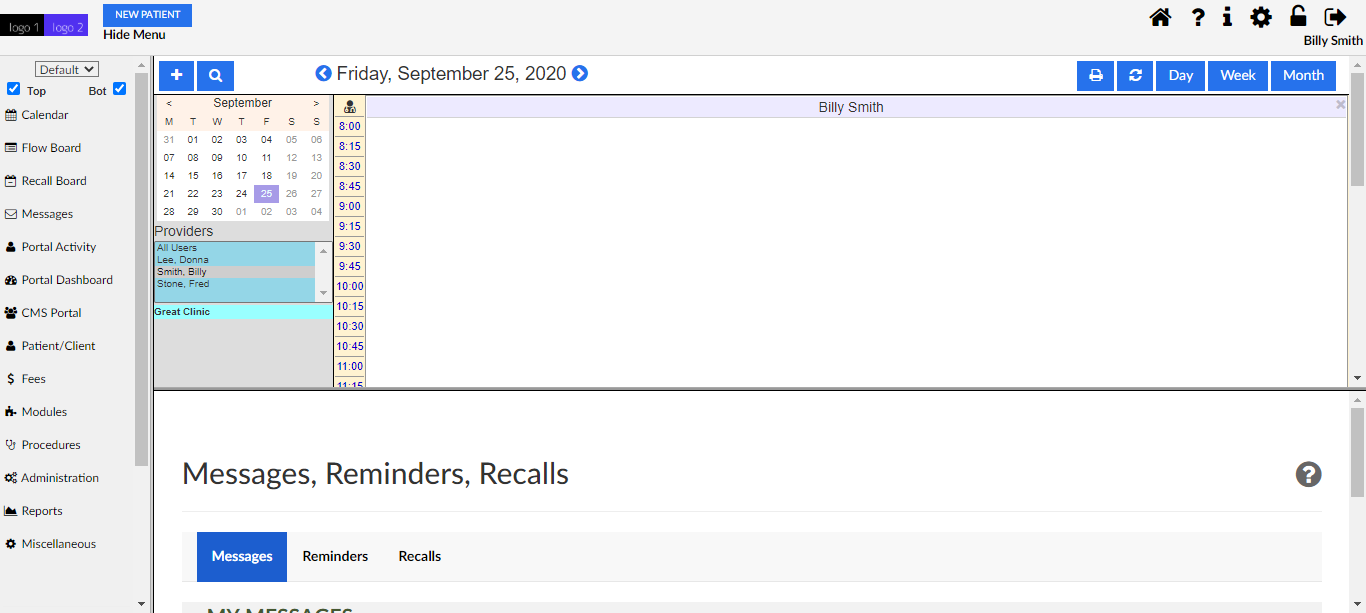 logo 1 logo 2
NEW PATIENT
Hide Menu
Billy Smith
Default
Top Bot
Calendar
Flow Board
Recall Board
Messages
Portal Activity
Portal Dashboard
CMS Portal
Patient/Client
Fees
Modules
Procedures
Administration
Reports
Miscellaneous
Friday, September 25, 2020
Day Week Month
< September >
M T W T F S S
31 01 02 03 04 05 06
07 08 09 10 11 12 13
14 15 16 17 18 19 20
21 22 23 24 25 26 27
28 29 30 01 02 03 04
Providers
All Users
Lee, Donna
Smith, Billy
Stone, Fred
Great Clinic
Billy Smith
8:00
8:15
8:30
8:45
9:00
9:15
9:30
9:45
10:00
10:15
10:30
10:45
11:00
11:15
Messages, Reminders, Recalls
Messages Reminders Recalls
MY MESSAGES